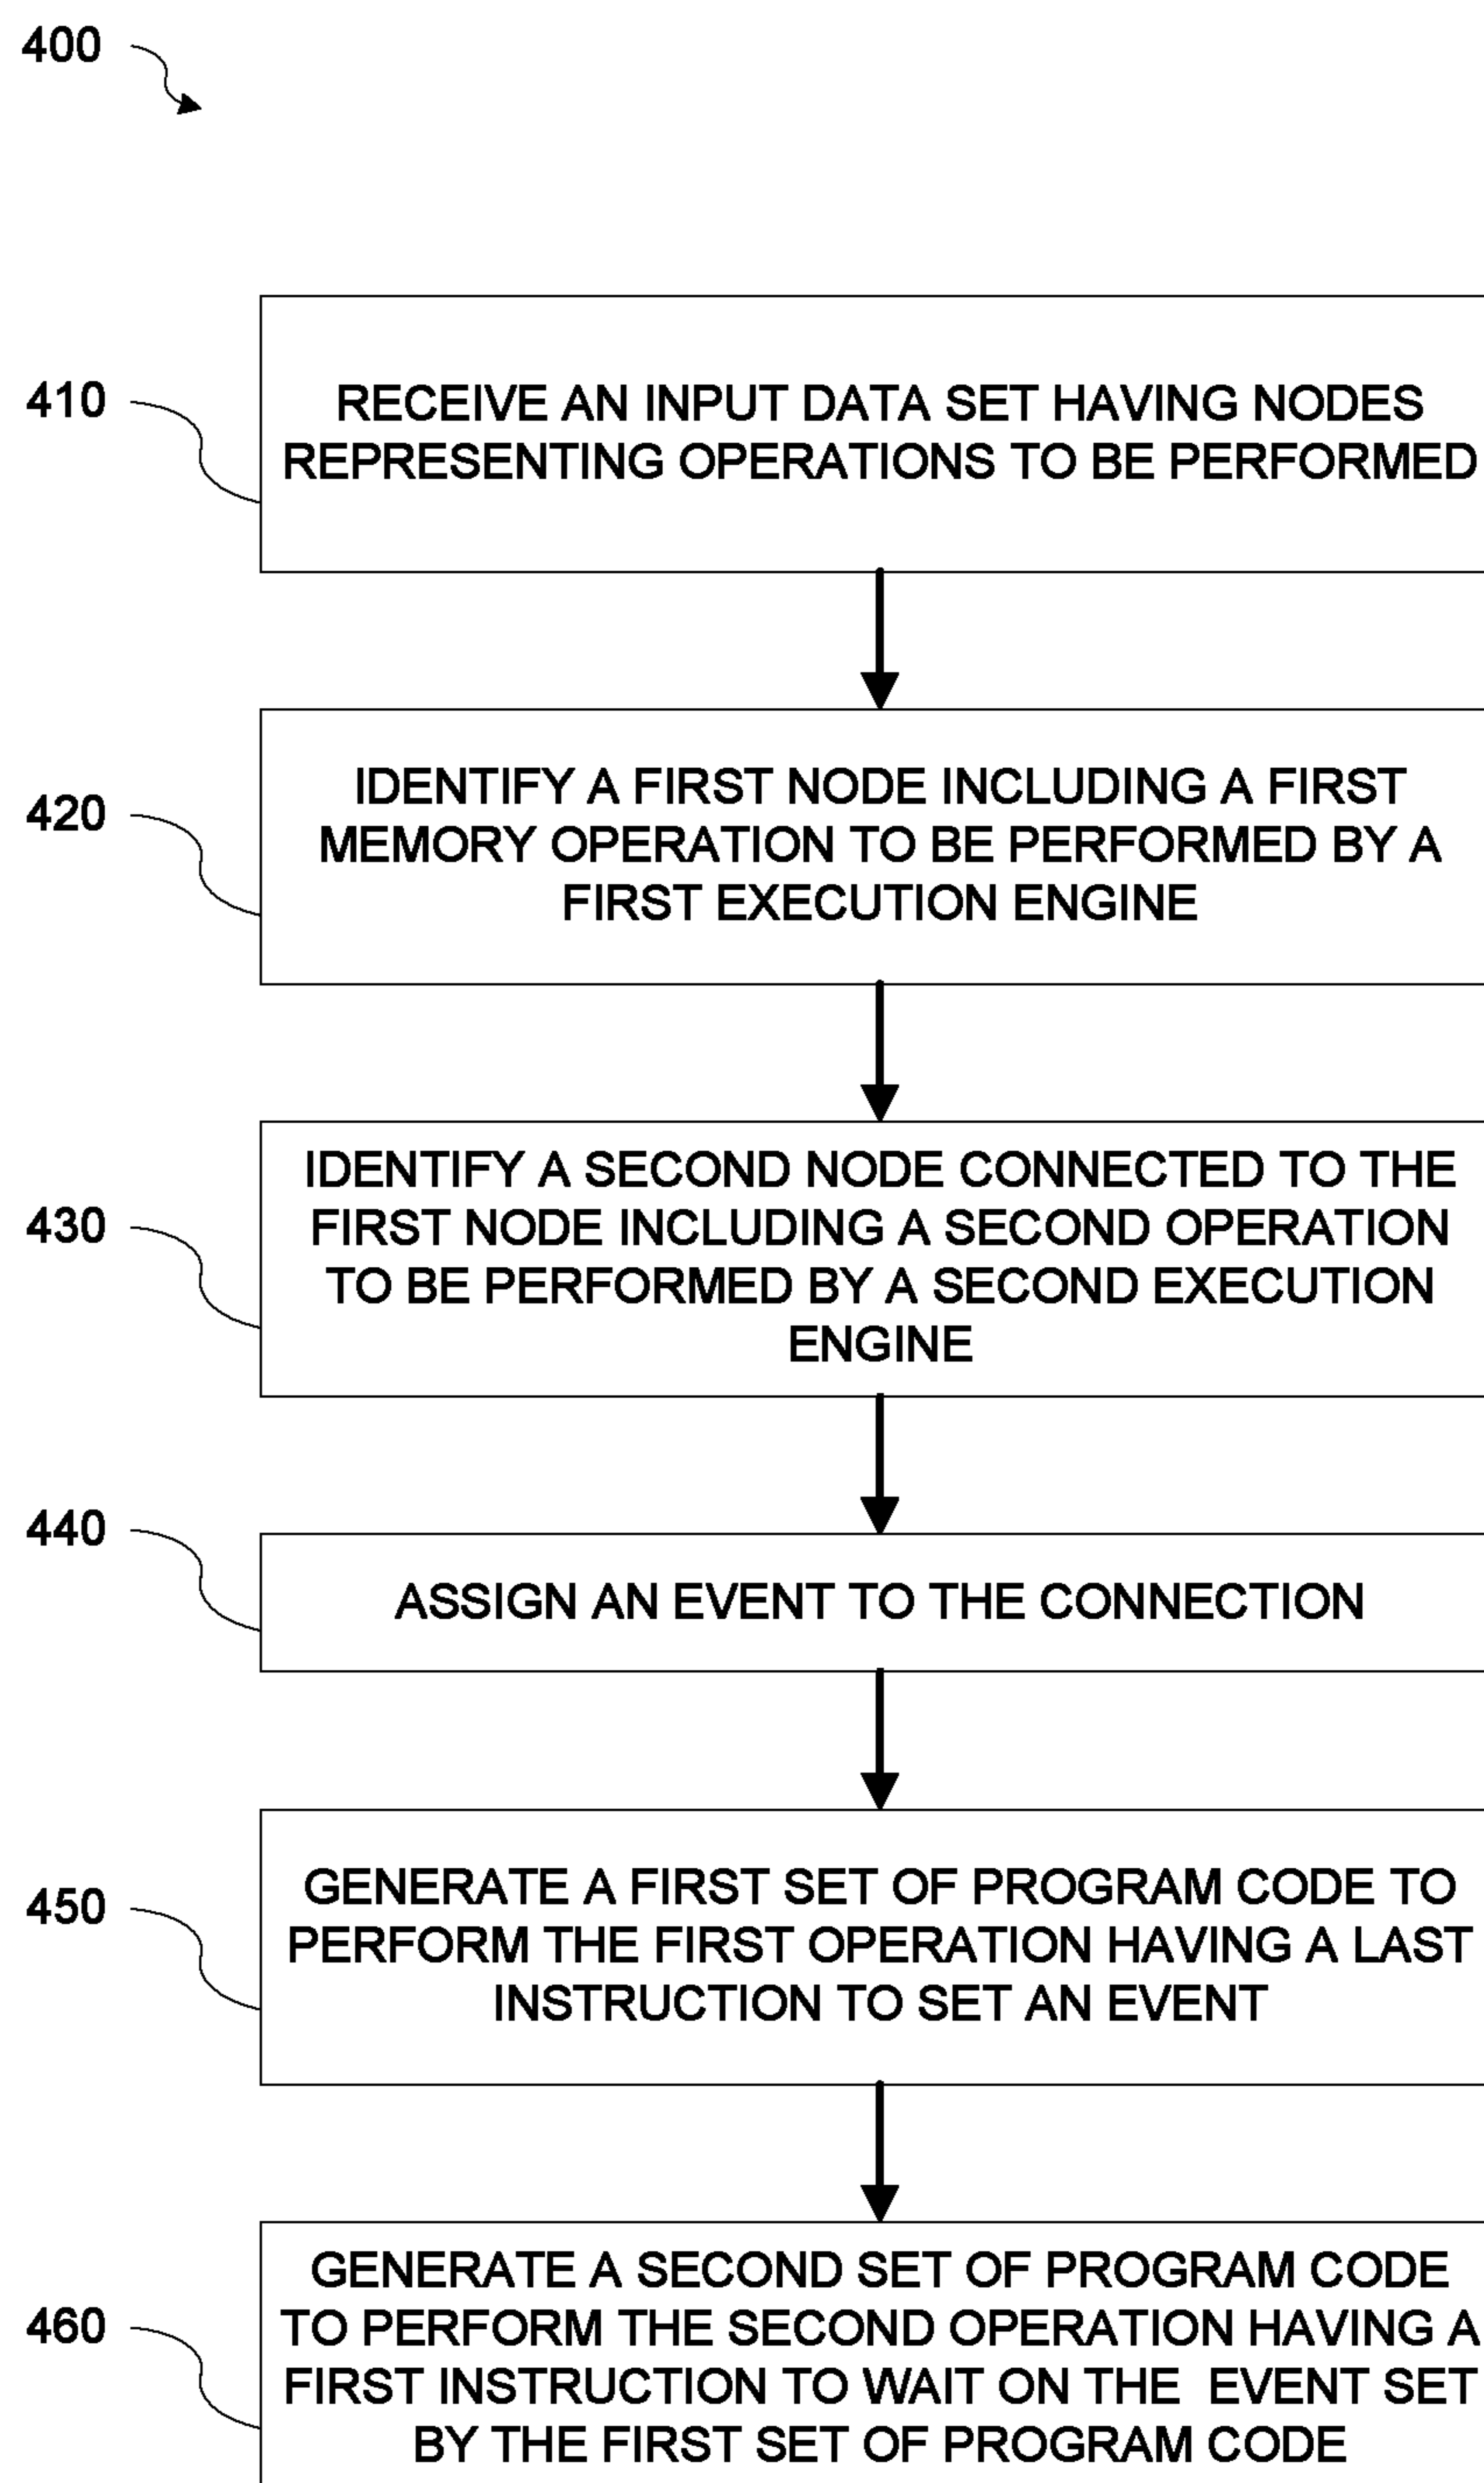 400
410
RECEIVE AN INPUT DATA SET HAVING NODES
REPRESENTING OPERATIONS TO BE PERFORMED
420
IDENTIFY A FIRST NODE INCLUDING A FIRST
MEMORY OPERATION TO BE PERFORMED BY A
FIRST EXECUTION ENGINE
430
IDENTIFY A SECOND NODE CONNECTED TO THE
FIRST NODE INCLUDING A SECOND OPERATION
TO BE PERFORMED BY A SECOND EXECUTION
ENGINE
440
ASSIGN AN EVENT TO THE CONNECTION
450
GENERATE A FIRST SET OF PROGRAM CODE TO
PERFORM THE FIRST OPERATION HAVING A LAST
INSTRUCTION TO SET AN EVENT
460
GENERATE A SECOND SET OF PROGRAM CODE
TO PERFORM THE SECOND OPERATION HAVING A
FIRST INSTRUCTION TO WAIT ON THE EVENT SET
BY THE FIRST SET OF PROGRAM CODE